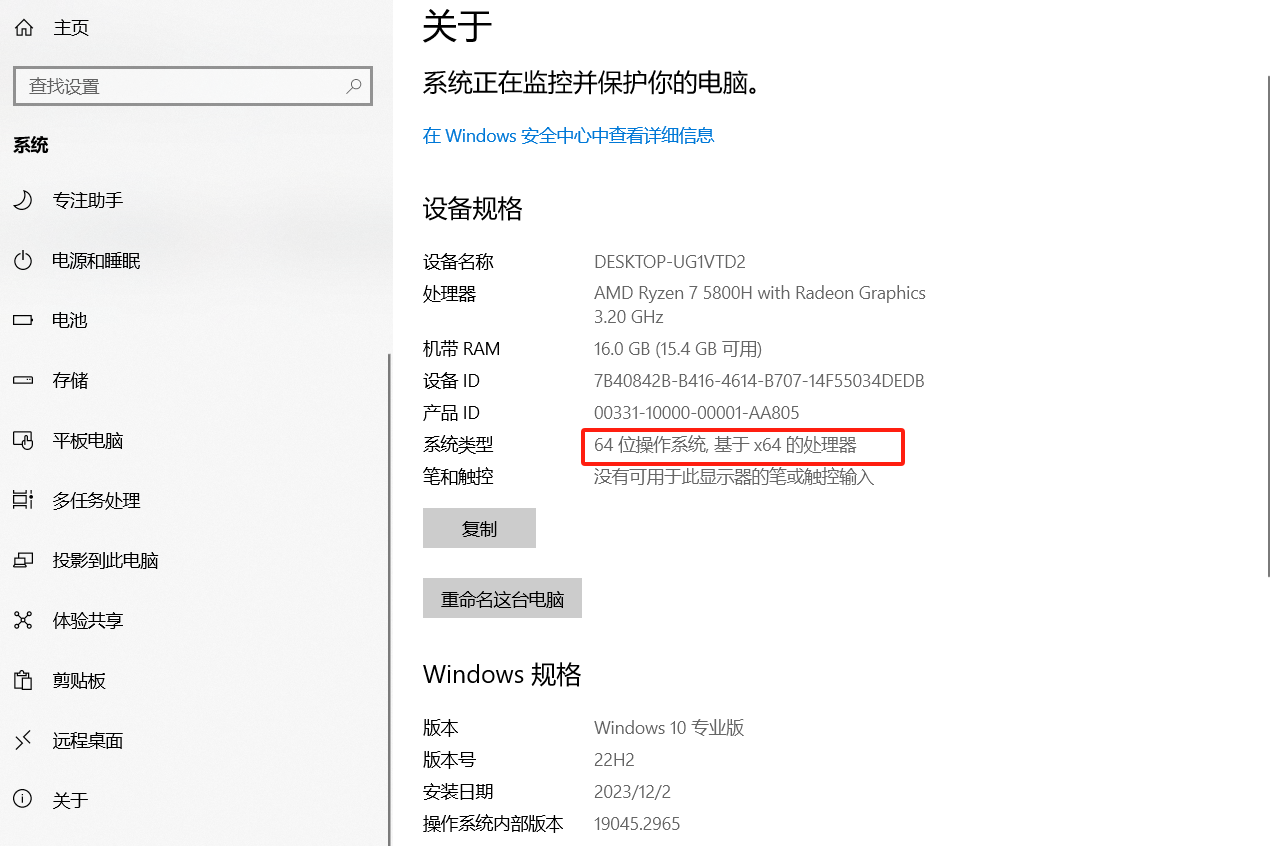 主页
查找设置
系统
专注助手
电源和睡眠
电池
存储
平板电脑
多任务处理
投影到此电脑
体验共享
剪贴板
远程桌面
关于
关于
系统正在监控并保护你的电脑。
在 Windows 安全中心中查看详细信息
设备规格
设备名称 DESKTOP-UG1VTD2
处理器 AMD Ryzen 7 5800H with Radeon Graphics
3.20 GHz
机带 RAM 16.0 GB (15.4 GB 可用)
设备 ID 7B40842B-B416-4614-B707-14F55034DEDB
产品 ID 00331-10000-00001-AA805
系统类型 64 位操作系统, 基于 x64 的处理器
笔和触控 没有可用于此显示器的笔或触控输入
复制
重命名这台电脑
Windows 规格
版本 Windows 10 专业版
版本号 22H2
安装日期 2023/12/2
操作系统内部版本 19045.2965